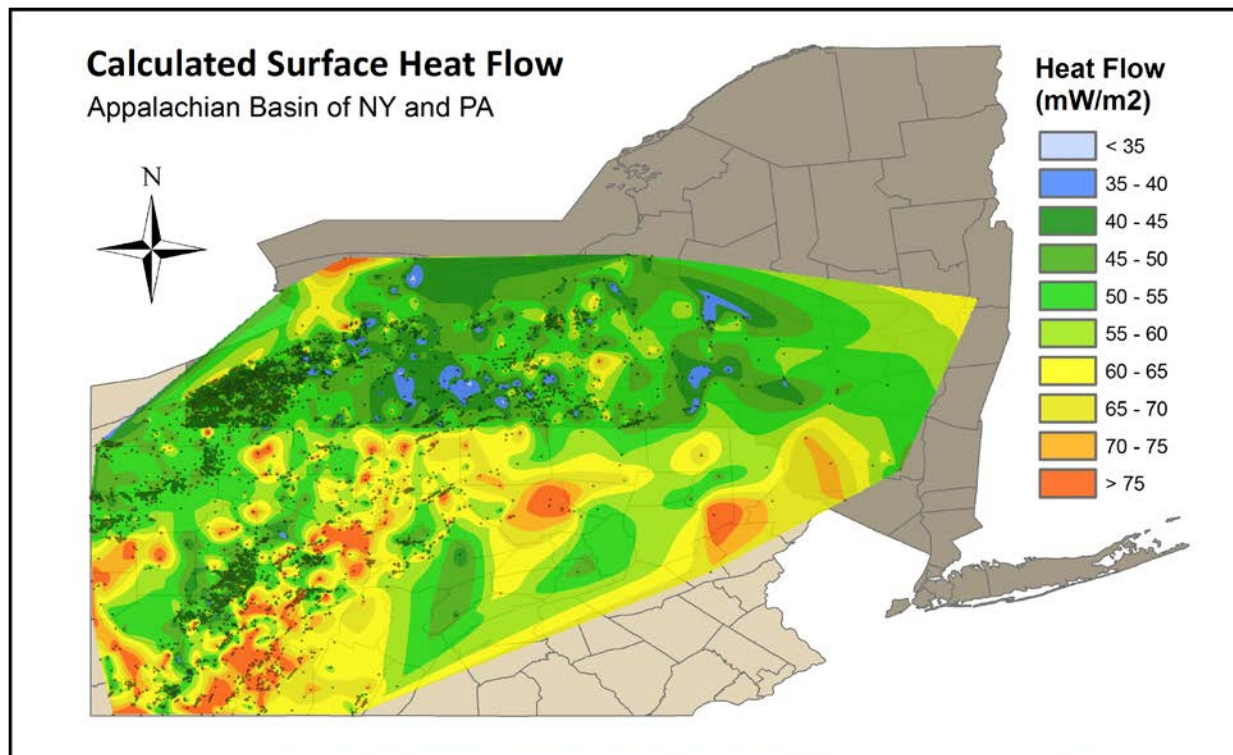 Calculated Surface Heat Flow
Appalachian Basin of NY and PA
N
Heat Flow
(mW/m2)
< 35
35 - 40
40 - 45
45 - 50
50 - 55
55 - 60
60 - 65
65 - 70
70 - 75
> 75